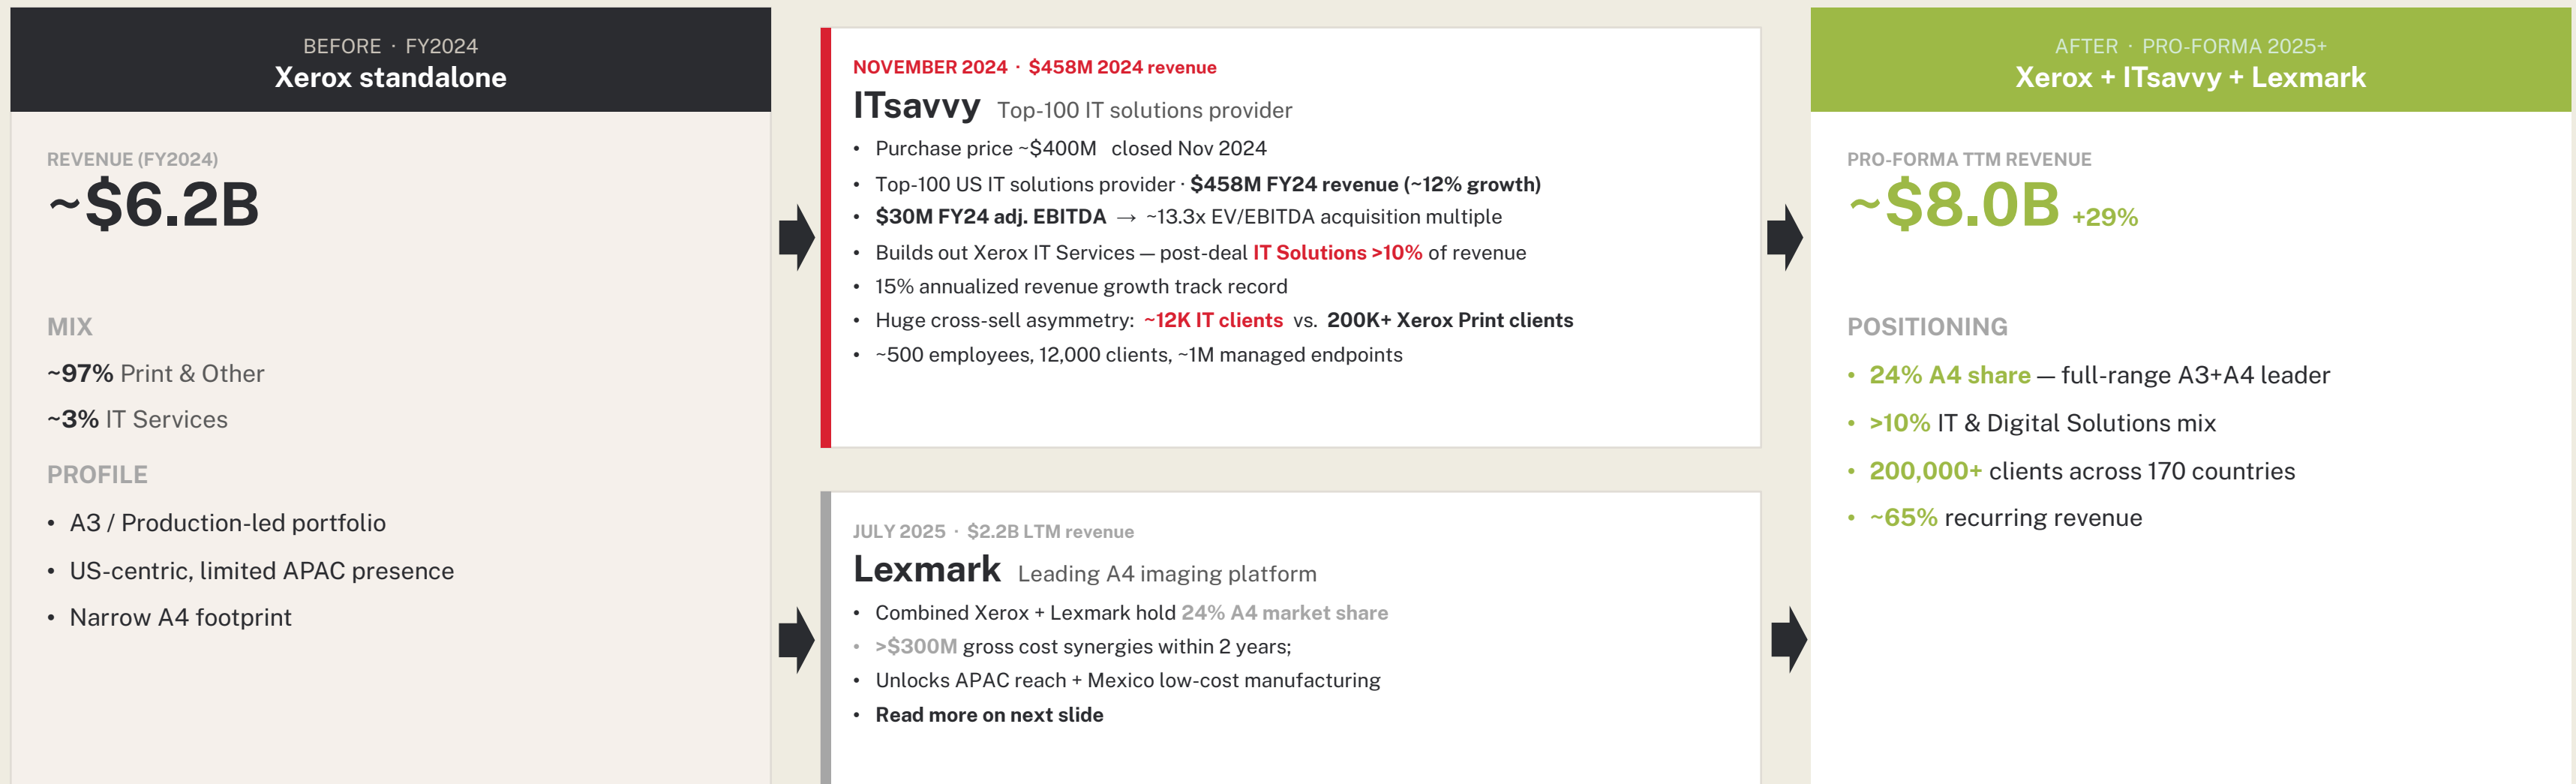 BEFORE · FY2024
Xerox standalone
REVENUE (FY2024)
~$6.2B
MIX
~97% Print & Other
~3% IT Services
PROFILE
• A3 / Production-led portfolio
• US-centric, limited APAC presence
• Narrow A4 footprint
NOVEMBER 2024 · $458M 2024 revenue
ITsavvy Top-100 IT solutions provider
• Purchase price ~$400M closed Nov 2024
• Top-100 US IT solutions provider · $458M FY24 revenue (~12% growth)
• $30M FY24 adj. EBITDA → ~13.3x EV/EBITDA acquisition multiple
• Builds out Xerox IT Services — post-deal IT Solutions >10% of revenue
• 15% annualized revenue growth track record
• Huge cross-sell asymmetry: ~12K IT clients vs. 200K+ Xerox Print clients
• ~500 employees, 12,000 clients, ~1M managed endpoints
JULY 2025 · $2.2B LTM revenue
Lexmark Leading A4 imaging platform
• Combined Xerox + Lexmark hold 24% A4 market share
• >$300M gross cost synergies within 2 years;
• Unlocks APAC reach + Mexico low-cost manufacturing
• Read more on next slide
AFTER · PRO-FORMA 2025+
Xerox + ITsavvy + Lexmark
PRO-FORMA TTM REVENUE
~$8.0B +29%
POSITIONING
• 24% A4 share — full-range A3+A4 leader
• >10% IT & Digital Solutions mix
• 200,000+ clients across 170 countries
• ~65% recurring revenue